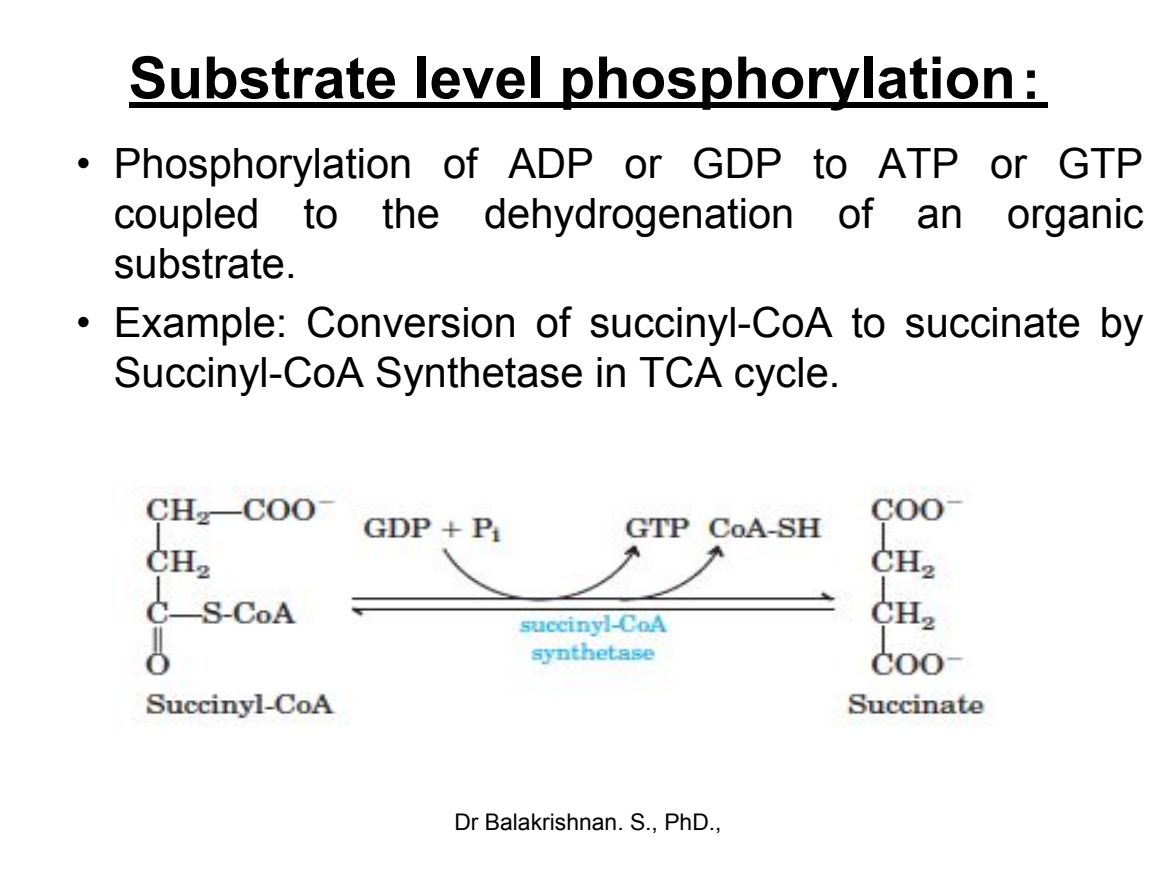 Substrate level phosphorylation:
• Phosphorylation of ADP or GDP to ATP or GTP
coupled to the dehydrogenation of an organic
substrate.
• Example: Conversion of succinyl-CoA to succinate by
Succinyl-CoA Synthetase in TCA cycle.
CH₂—COO⁻
CH₂
C—S-CoA
O
Succinyl-CoA
GDP + Pᵢ
GTP CoA-SH
succinyl-CoA
synthetase
COO⁻
CH₂
CH₂
COO⁻
Succinate
Dr Balakrishnan. S., PhD.,